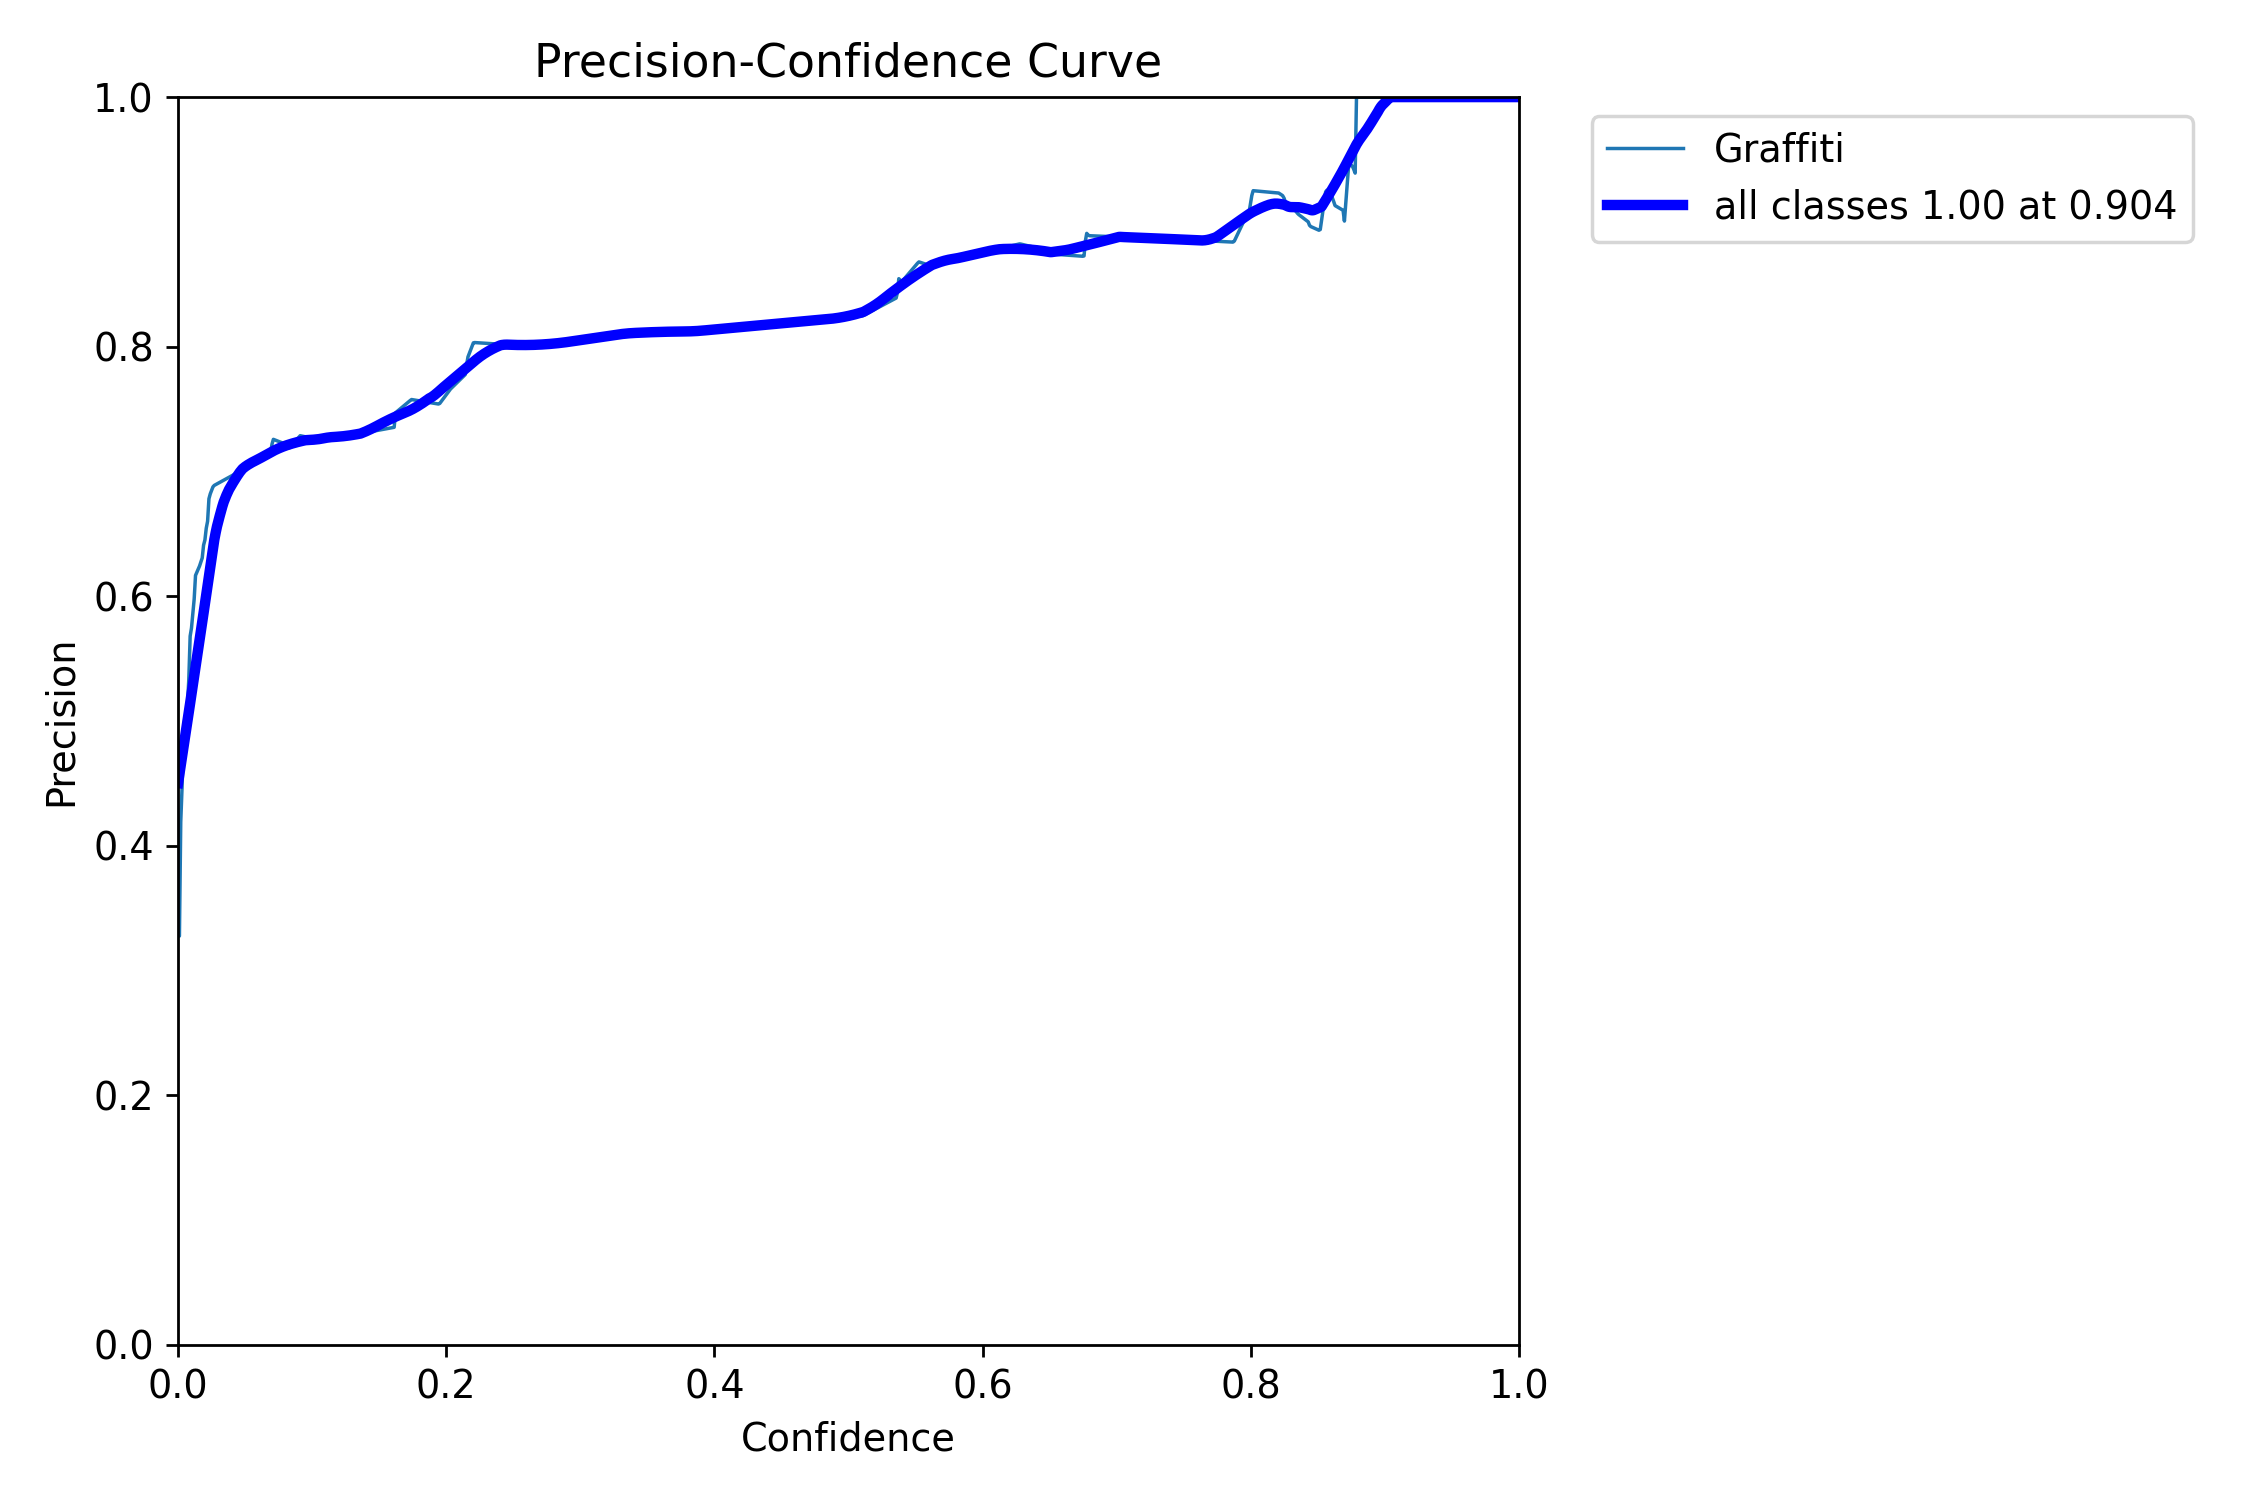 Precision-Confidence Curve
1.0
0.8
0.6
0.4
0.2
0.0
Precision
0.0 0.2 0.4 0.6 0.8 1.0
Confidence
Graffiti
all classes 1.00 at 0.904